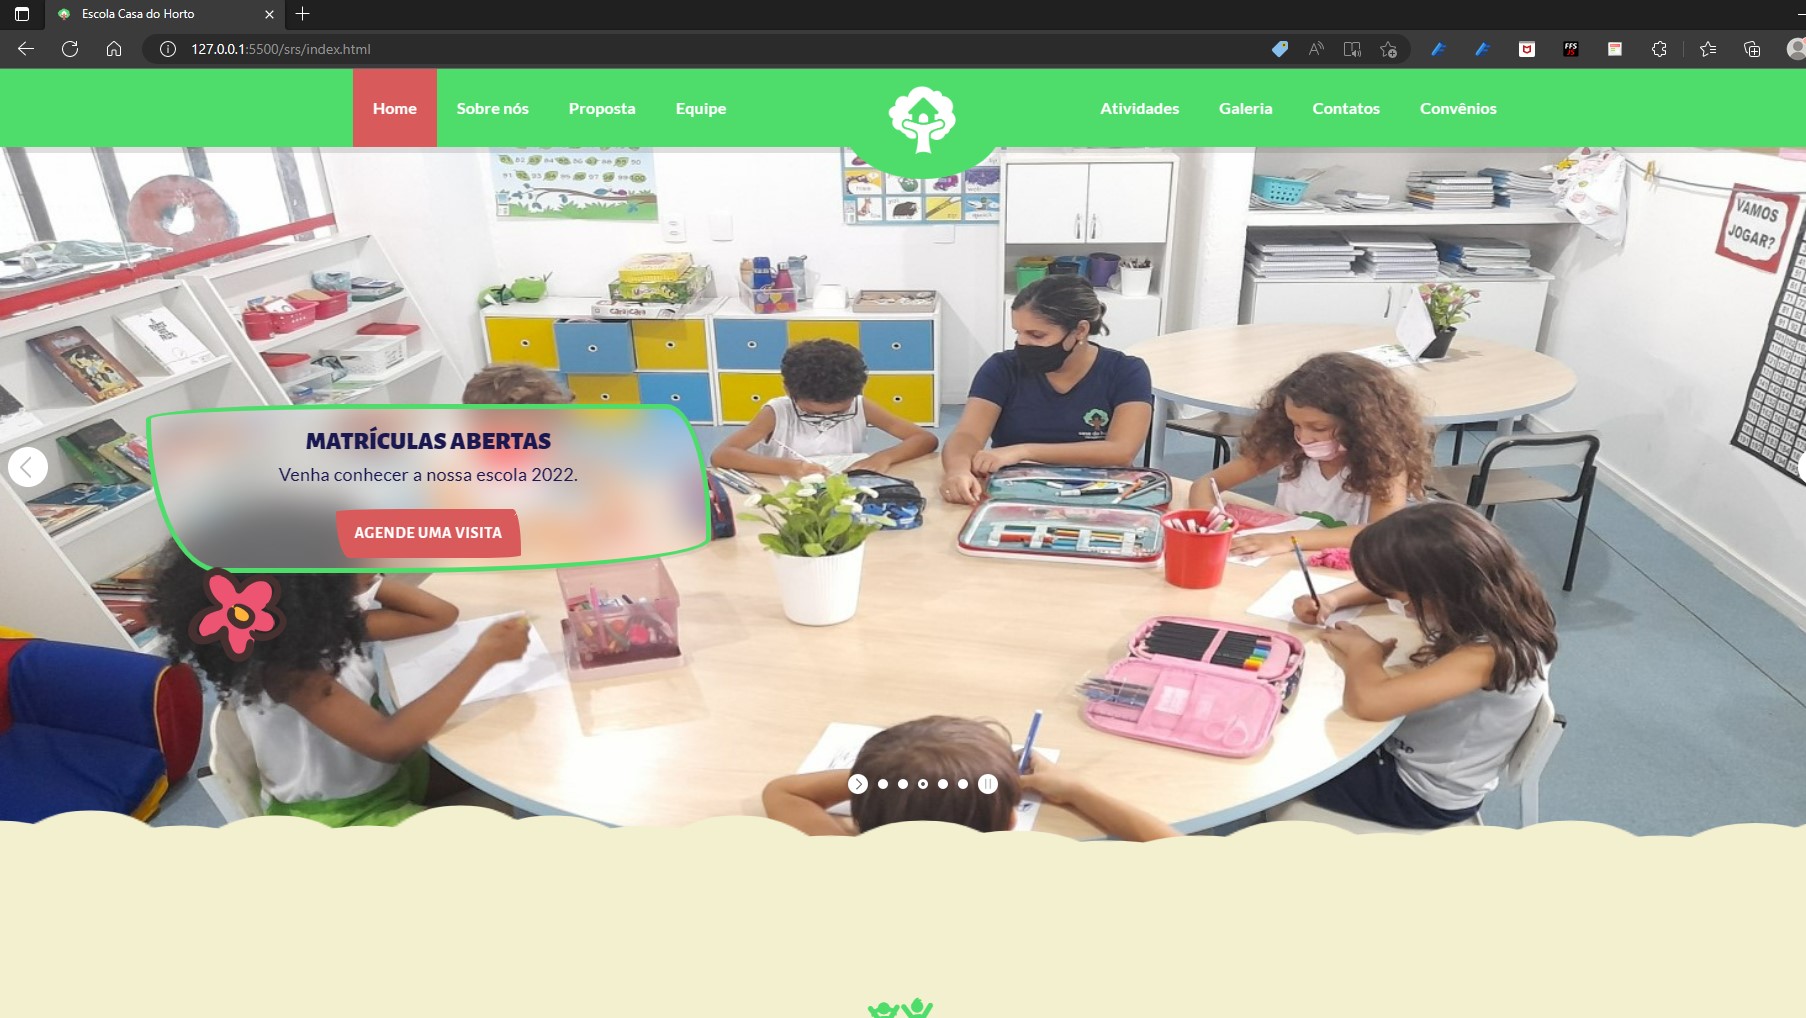 Escola Casa do Horto
127.0.0.1:5500/srs/index.html
Home
Sobre nós
Proposta
Equipe
Atividades
Galeria
Contatos
Convênios
VAMOS
JOGAR?
MATRÍCULAS ABERTAS
Venha conhecer a nossa escola 2022.
AGENDE UMA VISITA